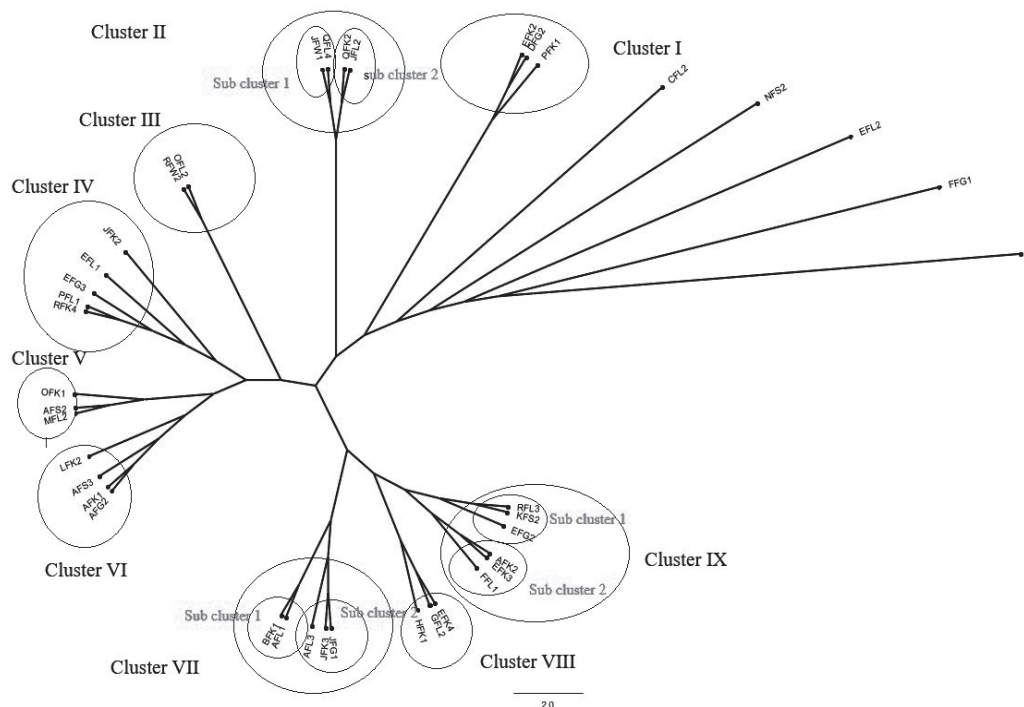 Cluster II
Cluster I
Cluster III
Cluster IV
Cluster V
Cluster VI
Cluster VII
Cluster VIII
Cluster IX
Sub cluster 1
sub cluster 2
JFW1
QFL4
QFK2
JFL2
EFK2
DFG2
PFK1
CFL2
NFS2
EFL2
FFG1
OFL2
RFW2
JFK2
EFL1
EFG3
PFL1
RFK4
OFK1
AFS2
MFL2
LFK2
AFS3
AFK1
AFG2
Sub cluster 1
Sub cluster 2
BFK1
AFL1
AFL3
JFK3
HFK1
GFL2
EFK4
RFL3
KFS2
EFG2
Sub cluster 1
AFK2
EFK3
FFL1
Sub cluster 2
2.0